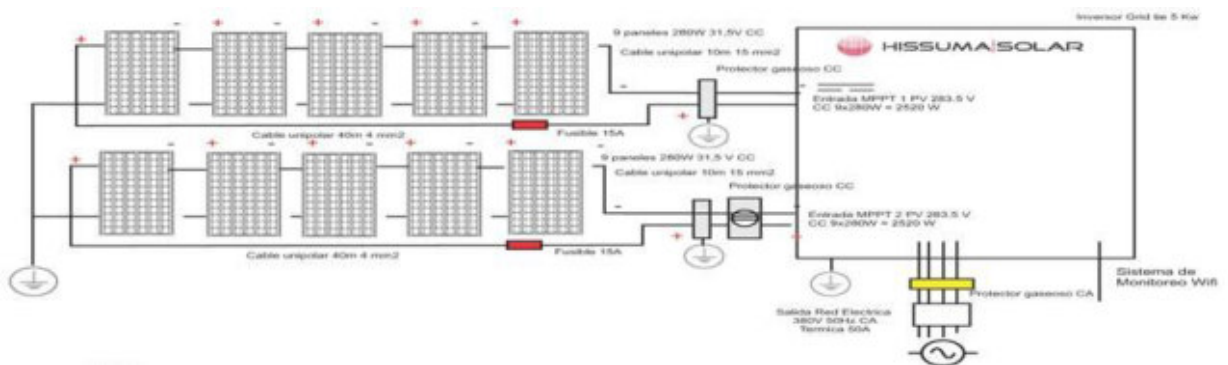 Inversor Grid tie 5 Kw
HISSUMA SOLAR
9 paneles 280W 31,5V CC
Cable unipolar 10m 15 mm2
Protector gaseoso CC
Entrada MPPT 1 PV 283.5 V
CC 9x280W = 2520 W
Cable unipolar 40m 4 mm2
Fusible 15A
9 paneles 280W 31,5 V CC
Cable unipolar 10m 15 mm2
Protector gaseoso CC
Entrada MPPT 2 PV 283.5 V
CC 9x280W = 2520 W
Cable unipolar 40m 4 mm2
Fusible 15A
Sistema de
Monitoreo Wifi
Protector gaseoso CA
Salida Red Electrica
380V 50Hz CA
Termica 50A